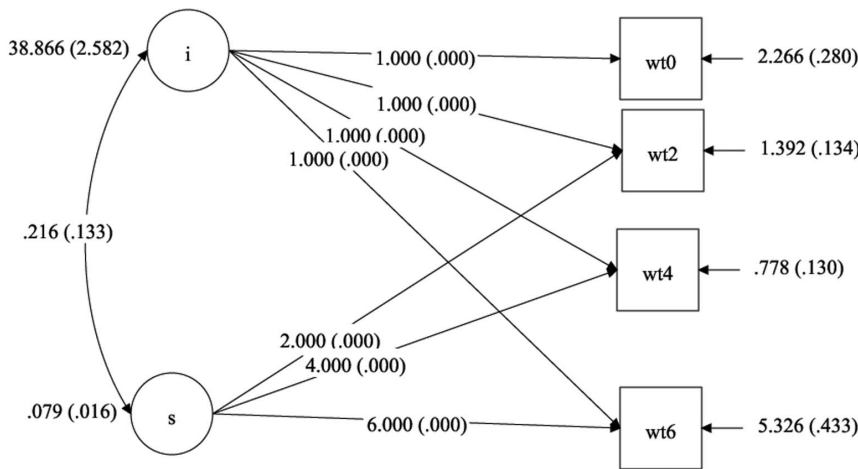 38.866 (2.582)
i
1.000 (.000)
wt0
2.266 (.280)
1.000 (.000)
1.000 (.000)
1.000 (.000)
wt2
1.392 (.134)
.216 (.133)
wt4
.778 (.130)
2.000 (.000)
4.000 (.000)
.079 (.016)
s
6.000 (.000)
wt6
5.326 (.433)